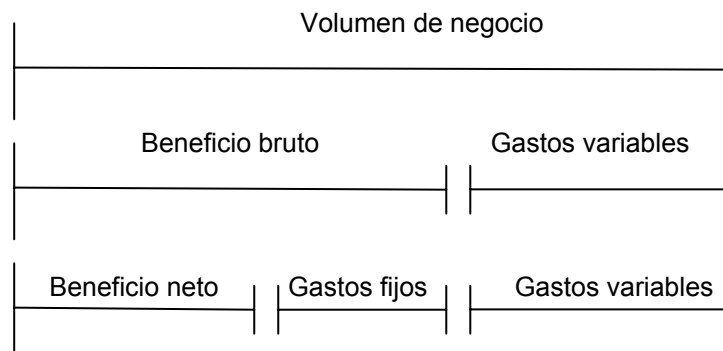 Volumen de negocio
Beneficio bruto Gastos variables
Beneficio neto Gastos fijos Gastos variables